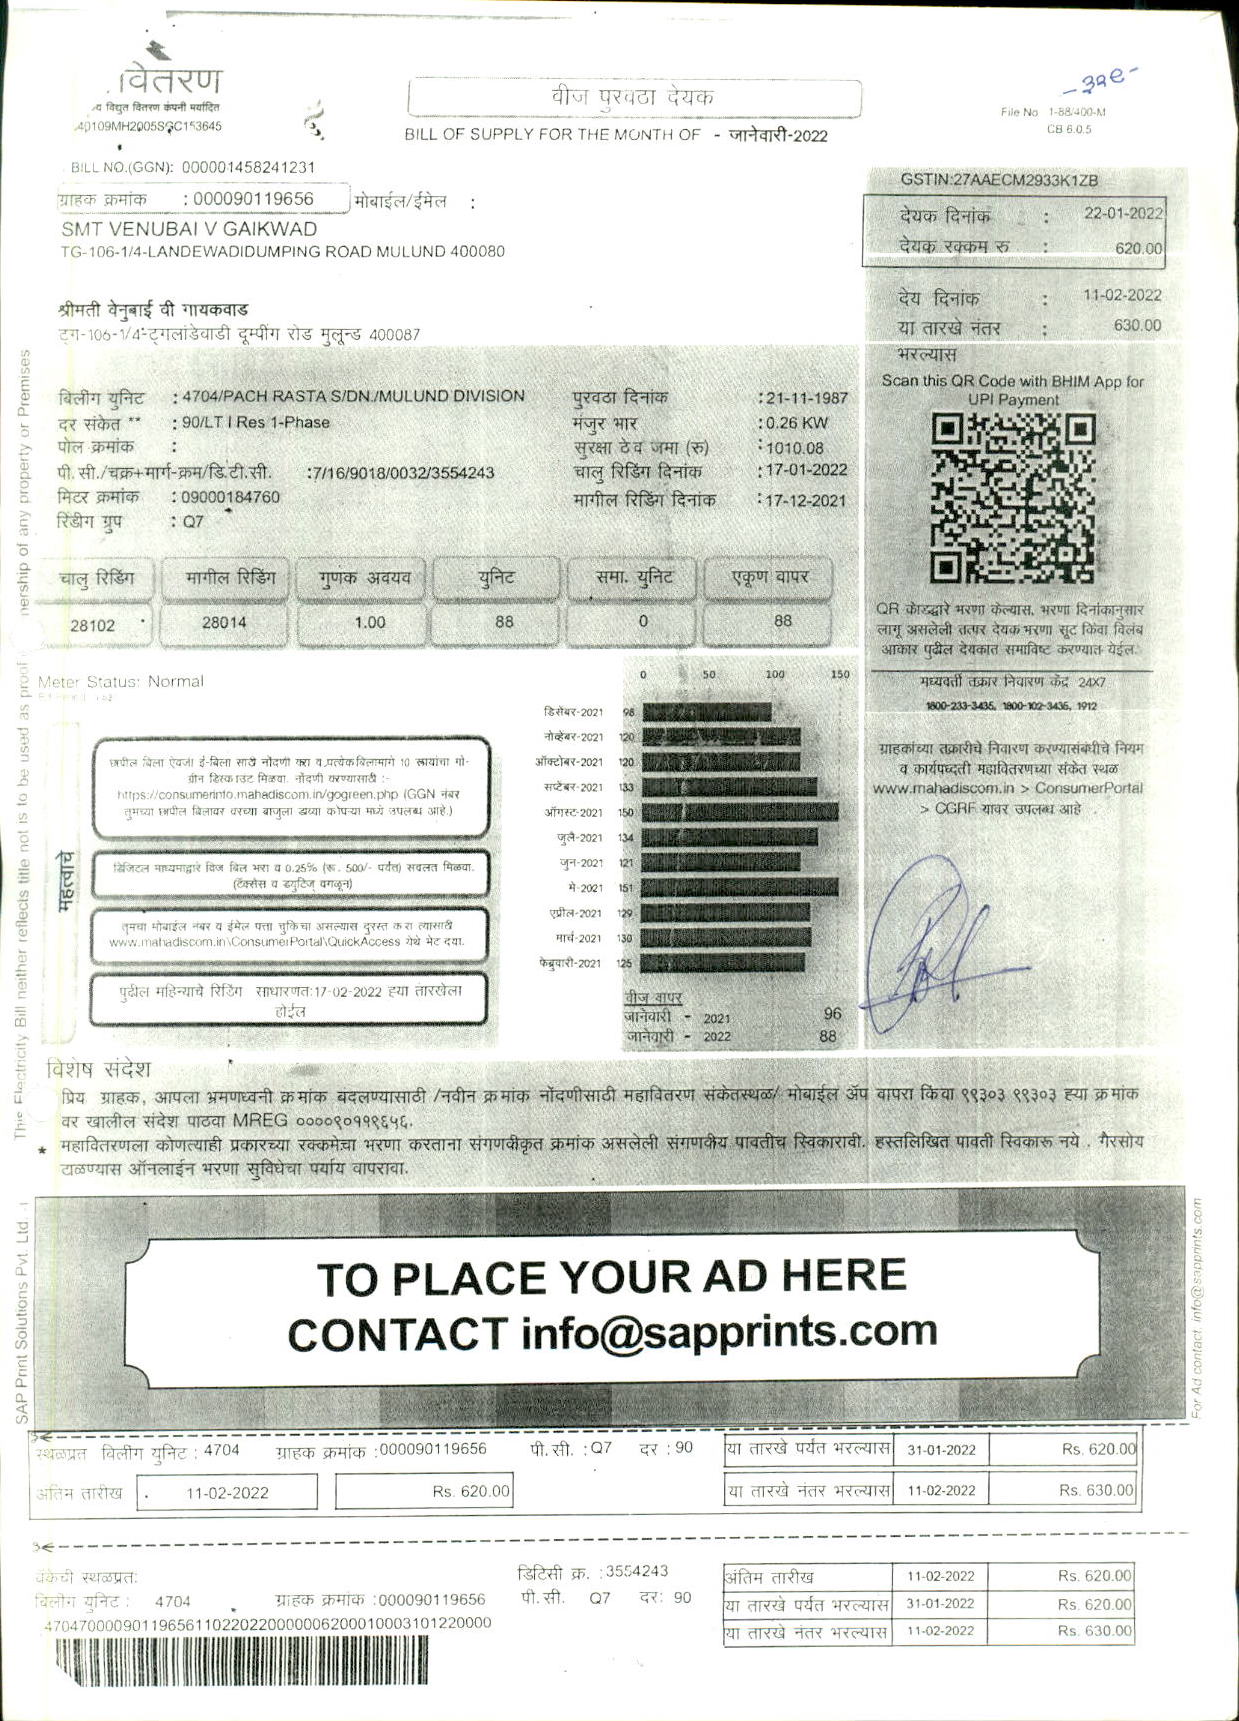 वितरण
विद्युत वितरण कंपनी मर्यादित
40109MH2005SGC153645
वीज पुरवठा देयक
BILL OF SUPPLY FOR THE MONTH OF - जानेवारी-2022
File No 1-88/400-M
CB 6.0.5
BILL NO.(GGN): 000001458241231
ग्राहक क्रमांक : 000090119656 मोबाईल/ईमेल :
SMT VENUBAI V GAIKWAD
TG-106-1/4-LANDEWADIDUMPING ROAD MULUND 400080
श्रीमती वेनुबाई वी गायकवाड
टग-106-1/4-टगलांडेवाडी दूम्पींग रोड मुलून्ड 400087
GSTIN:27AAECM2933K1ZB
देयक दिनांक : 22-01-2022
देयक रक्कम रु : 620.00
देय दिनांक : 11-02-2022
या तारखे नंतर : 630.00
भरल्यास
Scan this QR Code with BHIM App for
UPI Payment
बिलींग युनिट : 4704/PACH RASTA S/DN./MULUND DIVISION
दर संकेत ** : 90/LT I Res 1-Phase
पोल क्रमांक :
पी.सी./चक्र+मार्ग-क्रम/डि.टी.सी. :7/16/9018/0032/3554243
मिटर क्रमांक : 09000184760
रिडींग ग्रुप : Q7
पुरवठा दिनांक :21-11-1987
मंजुर भार :0.26 KW
सुरक्षा ठेव जमा (रु) :1010.08
चालु रिडिंग दिनांक :17-01-2022
मागील रिडिंग दिनांक :17-12-2021
चालु रिडिंग मागील रिडिंग गुणक अवयव युनिट समा. युनिट एकूण वापर
28102 28014 1.00 88 0 88
QR कोडद्वारे भरणा केल्यास, भरणा दिनांकानुसार
लागू असलेली तत्पर देयक भरणा सूट किंवा विलंब
आकार पुढील देयकात समाविष्ट करण्यात येईल.
मध्यवर्ती तक्रार निवारण केंद्र 24X7
1800-233-3435, 1800-102-3435, 1912
ग्राहकांच्या तक्रारीचे निवारण करण्यासंबंधीचे नियम
व कार्यपध्दती महावितरणच्या संकेत स्थळ
www.mahadiscom.in > ConsumerPortal
> CGRF यावर उपलब्ध आहे
Meter Status: Normal
महत्वाचे
छापील बिला ऐवजी ई-बिला साठी नोंदणी करा व प्रत्येक बिलामागे 10 रूपयांचा गो-
ग्रीन डिस्काउंट मिळवा. नोंदणी करण्यासाठी :-
https://consumerinfo.mahadiscom.in/gogreen.php (GGN नंबर
तुमच्या छापील बिलावर वरच्या बाजुला डाव्या कोपऱ्या मध्ये उपलब्ध आहे.)
डिजिटल माध्यमाद्वारे विज बिल भरा व 0.25% (रू. 500/- पर्यंत) सवलत मिळवा.
(टॅक्सेस व ड्युटिज् वगळून)
तुमचा मोबाईल नंबर व ईमेल पत्ता चुकिचा असल्यास दुरस्त करा त्यासाठी
www.mahadiscom.in\ConsumerPortal\QuickAccess येथे भेट द्या.
पुढील महिन्याचे रिडिंग साधारणत:17-02-2022 ह्या तारखेला
होईल
0 50 100 150
डिसेंबर-2021 98
नोव्हेंबर-2021 120
ऑक्टोबर-2021 120
सप्टेंबर-2021 133
ऑगस्ट-2021 150
जुलै-2021 134
जुन-2021 121
मे-2021 151
एप्रील-2021 129
मार्च-2021 130
फेब्रुवारी-2021 125
वीज वापर
जानेवारी - 2021 96
जानेवारी - 2022 88
विशेष संदेश
प्रिय ग्राहक, आपला भ्रमणध्वनी क्रमांक बदलण्यासाठी /नवीन क्रमांक नोंदणीसाठी महावितरण संकेतस्थळ/ मोबाईल ॲप वापरा किंवा ९९३०३ ९९३०३ ह्या क्रमांक
वर खालील संदेश पाठवा MREG ००००९०११९६५६.
* महावितरणला कोणत्याही प्रकारच्या रक्कमेचा भरणा करताना संगणकीकृत क्रमांक असलेली संगणकीय पावतीच स्विकारावी. हस्तलिखित पावती स्विकारू नये . गैरसोय
टाळण्यास ऑनलाईन भरणा सुविधेचा पर्याय वापरावा.
This Electricity Bill neither reflects title not is to be used as proof nership of any property or Premises
SAP Print Solutions Pvt. Ltd.
For Ad contact. info@sapprints.com
TO PLACE YOUR AD HERE
CONTACT info@sapprints.com
स्थळप्रत बिलींग युनिट : 4704 ग्राहक क्रमांक :000090119656 पी.सी. :Q7 दर :90 या तारखे पर्यंत भरल्यास 31-01-2022 Rs. 620.00
अंतिम तारीख 11-02-2022 Rs. 620.00 या तारखे नंतर भरल्यास 11-02-2022 Rs. 630.00
बँकेची स्थळप्रत: डिटिसी क्र. :3554243 अंतिम तारीख 11-02-2022 Rs. 620.00
बिलींग युनिट : 4704 ग्राहक क्रमांक :000090119656 पी.सी. Q7 दर: 90 या तारखे पर्यंत भरल्यास 31-01-2022 Rs. 620.00
4704700009011965611022022000000620001000310122​0000 या तारखे नंतर भरल्यास 11-02-2022 Rs. 630.00